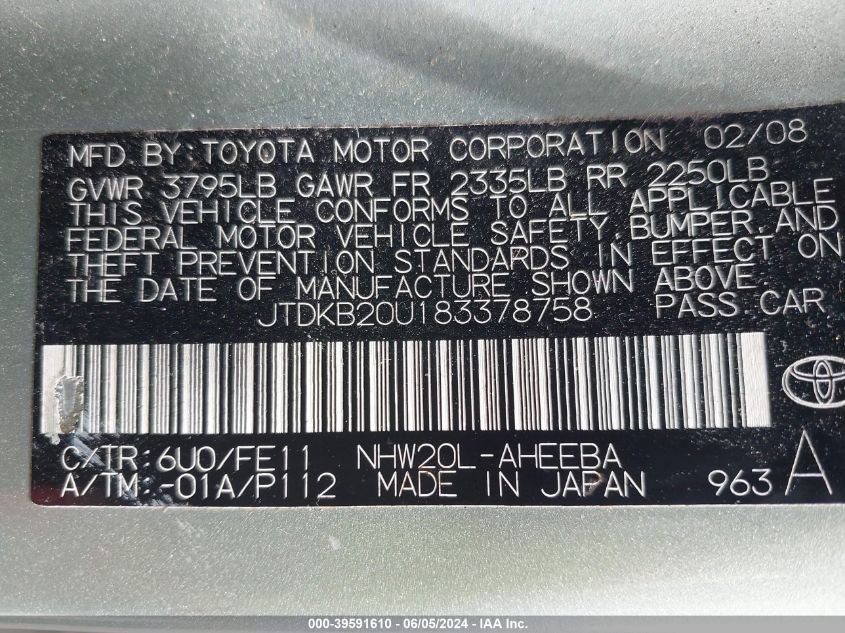 MFD. BY: TOYOTA MOTOR CORPORATION 02/08
GVWR 3795LB GAWR FR 2335LB RR 2250LB
THIS VEHICLE CONFORMS TO ALL APPLICABLE
FEDERAL MOTOR VEHICLE SAFETY, BUMPER, AND
THEFT PREVENTION STANDARDS IN EFFECT ON
THE DATE OF MANUFACTURE SHOWN ABOVE.
JTDKB20U183378758 PASS. CAR
C/TR: 6U0/FE11 NHW20L-AHEEBA
A/TM: -01A/P112 MADE IN JAPAN 963 A
000-39591610 - 06/05/2024 - IAA Inc.